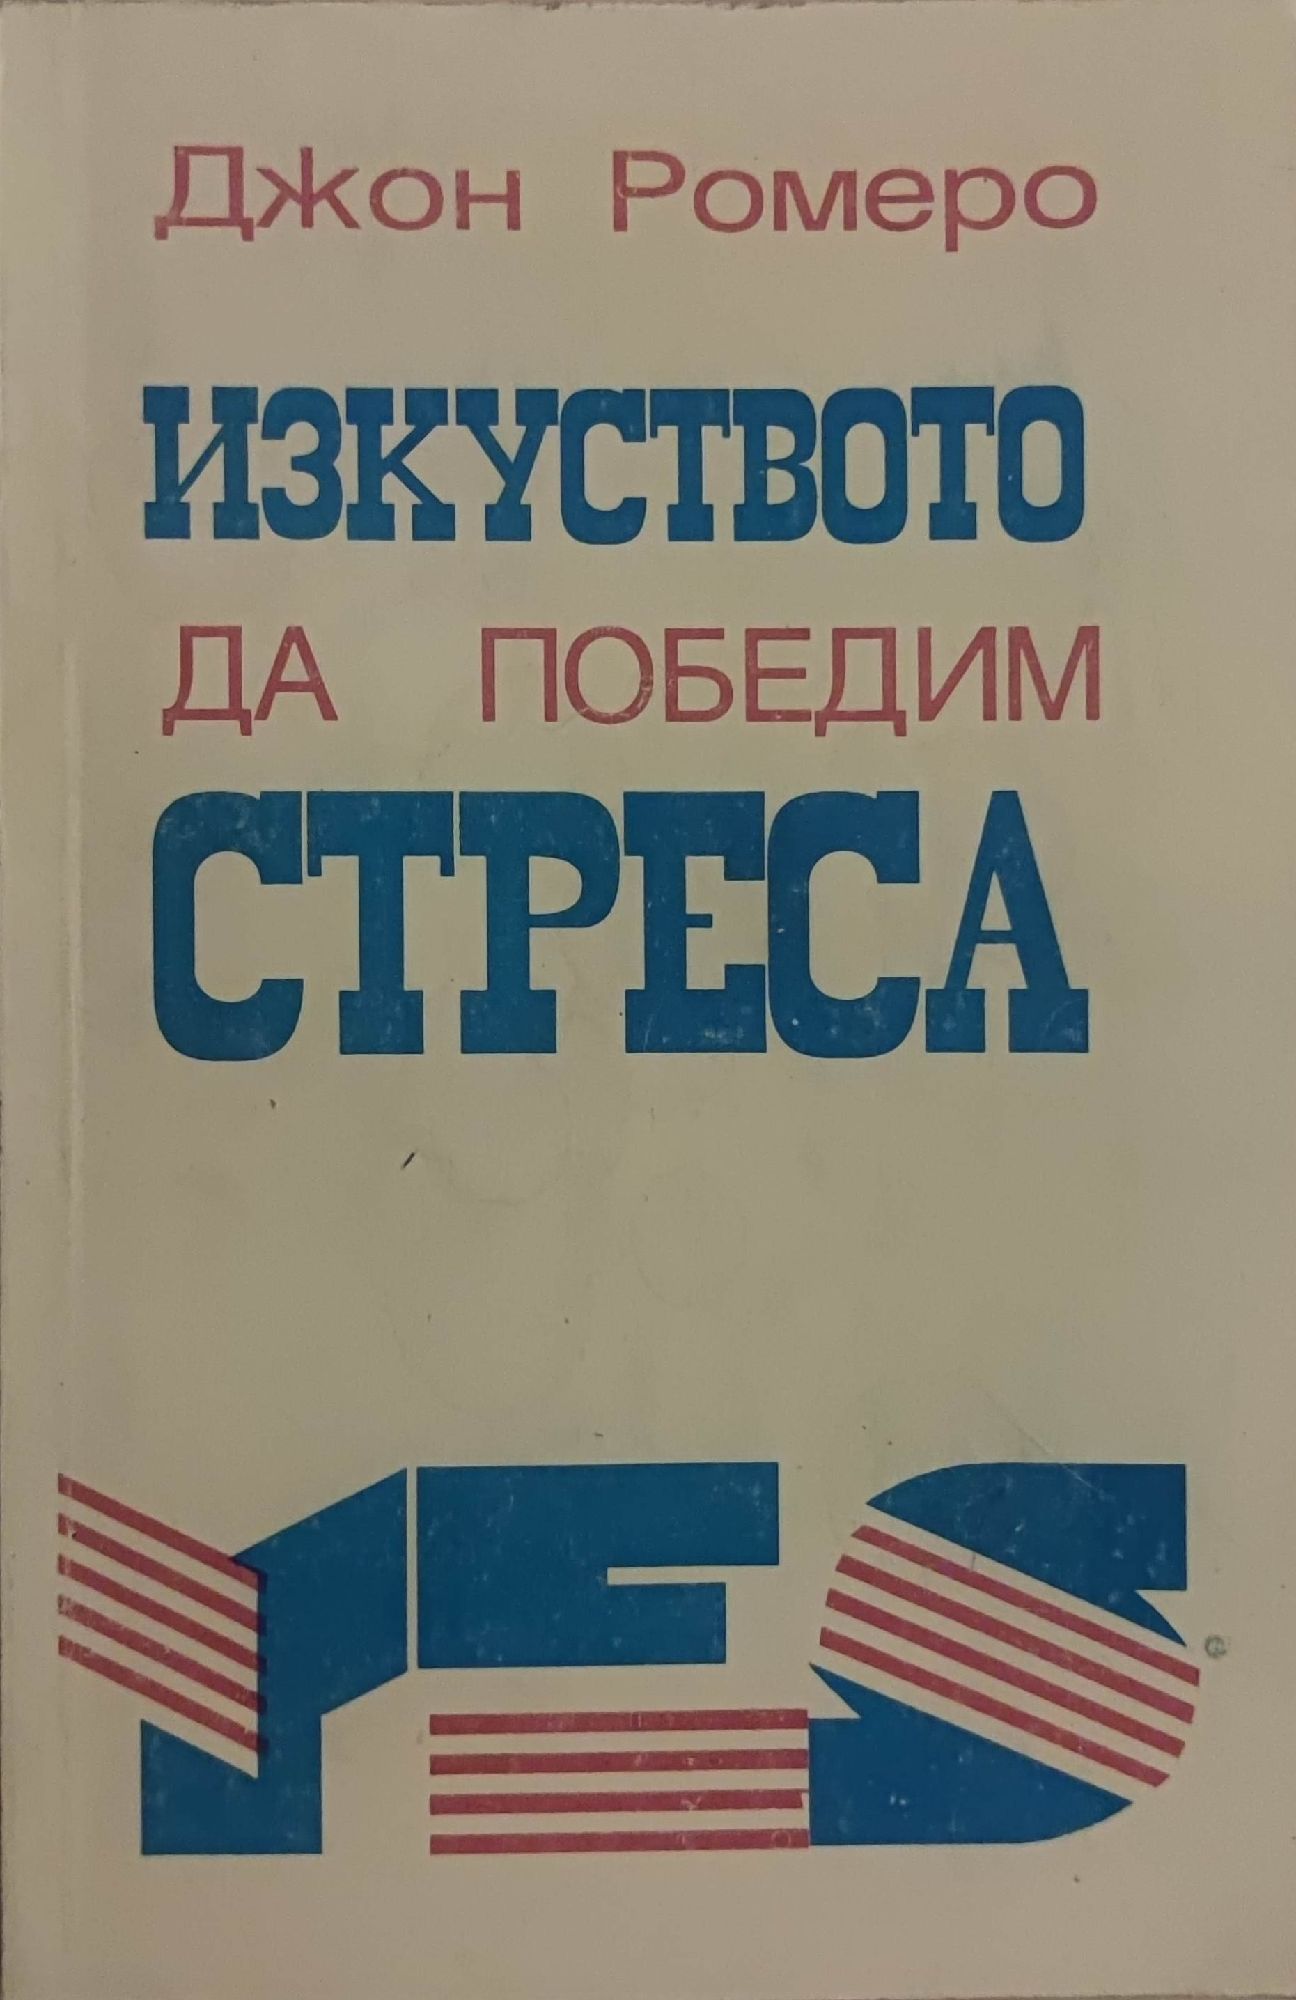 Джон Ромеро
ИЗКУСТВОТО
ДА ПОБЕДИМ
СТРЕСА
YES